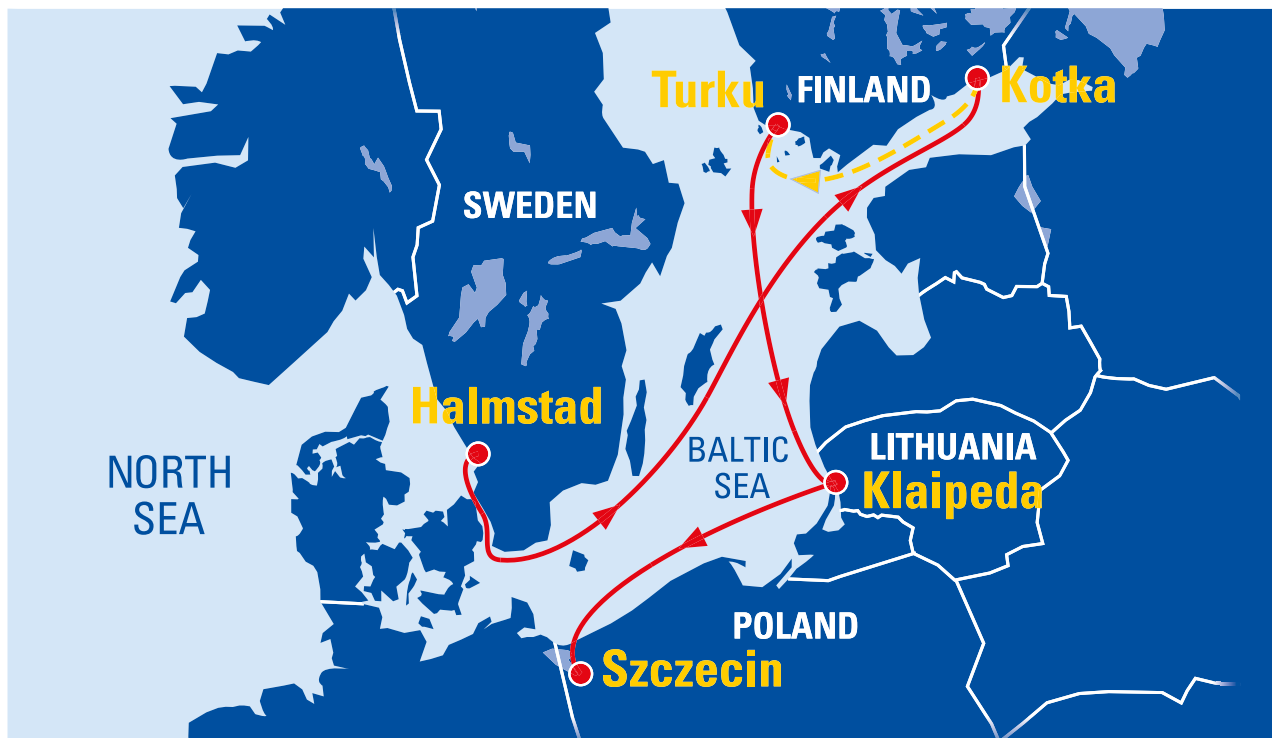 Turku
FINLAND
Kotka
SWEDEN
Halmstad
NORTH
SEA
BALTIC
SEA
LITHUANIA
Klaipeda
POLAND
Szczecin